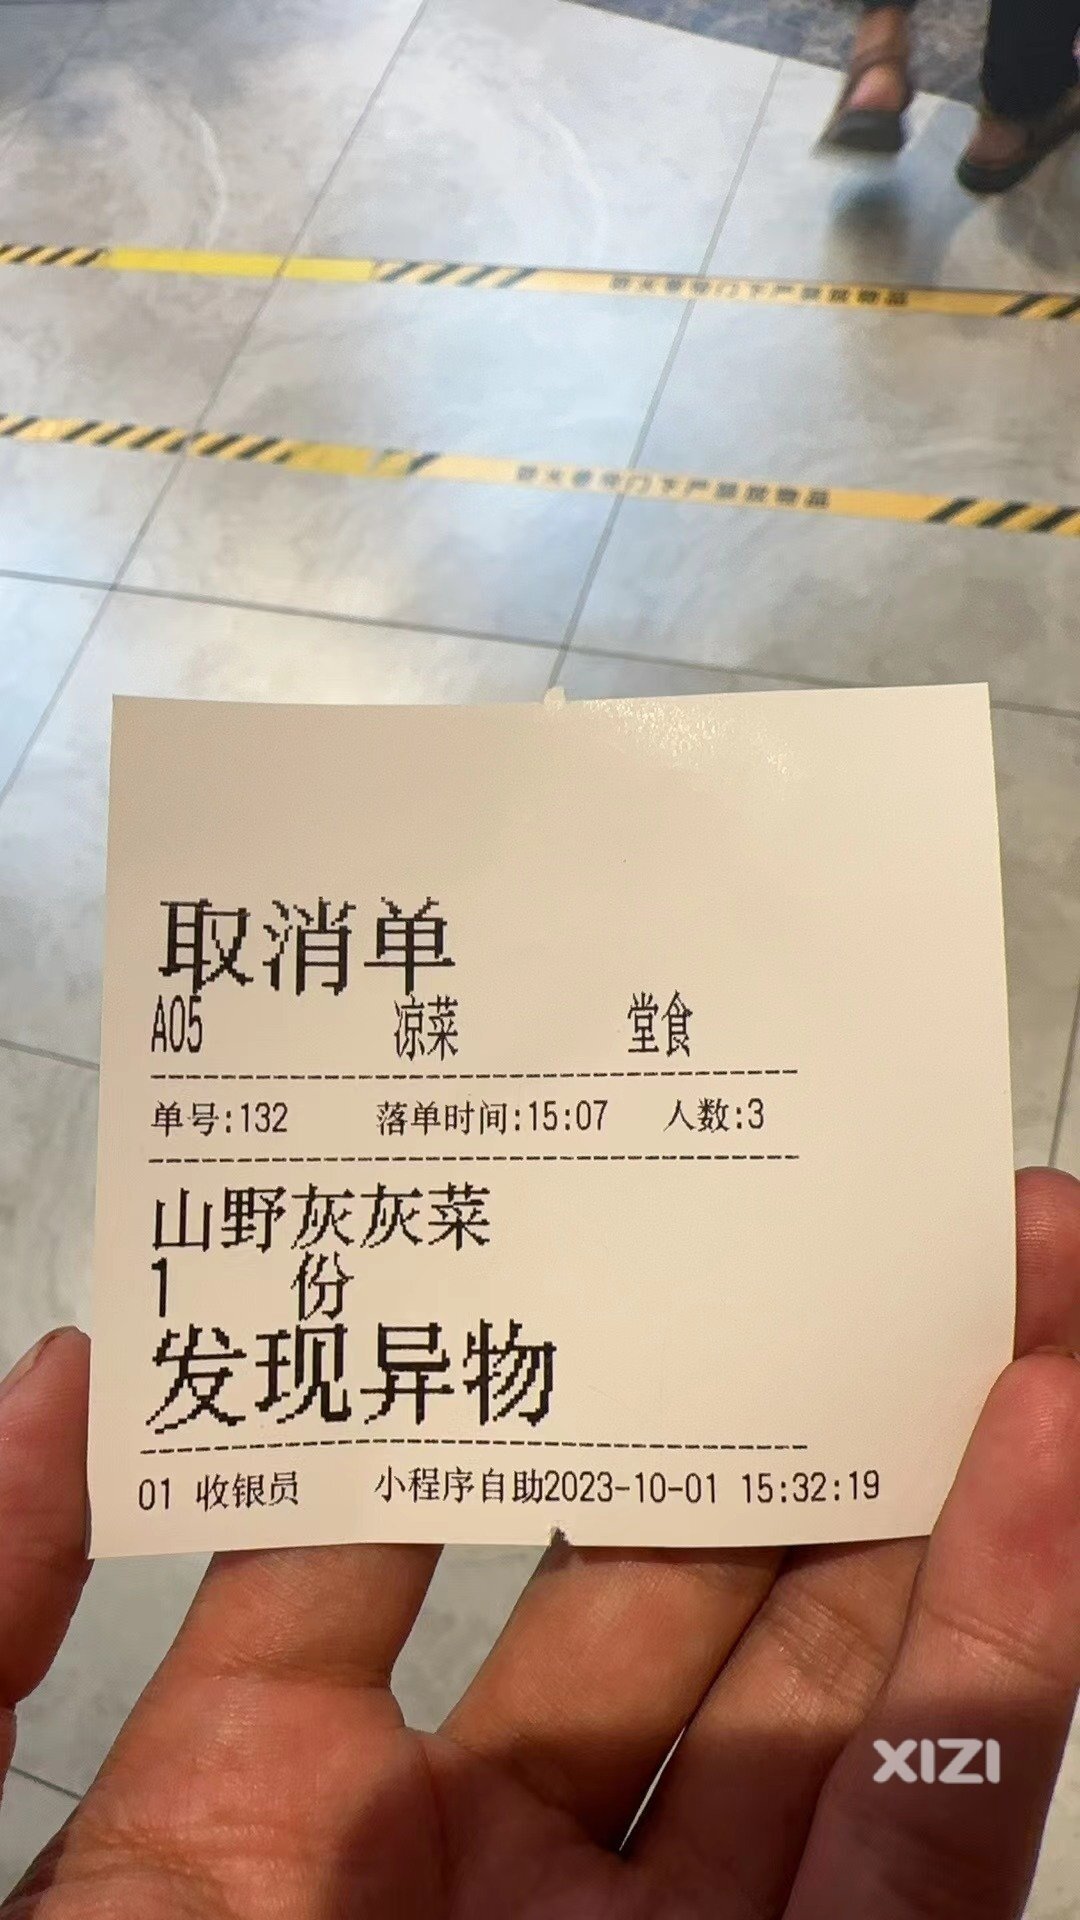 取消单
A05 凉菜 堂食
单号:132 落单时间:15:07 人数:3
山野灰灰菜
1 份
发现异物
01 收银员 小程序自助2023-10-01 15:32:19
XIZI